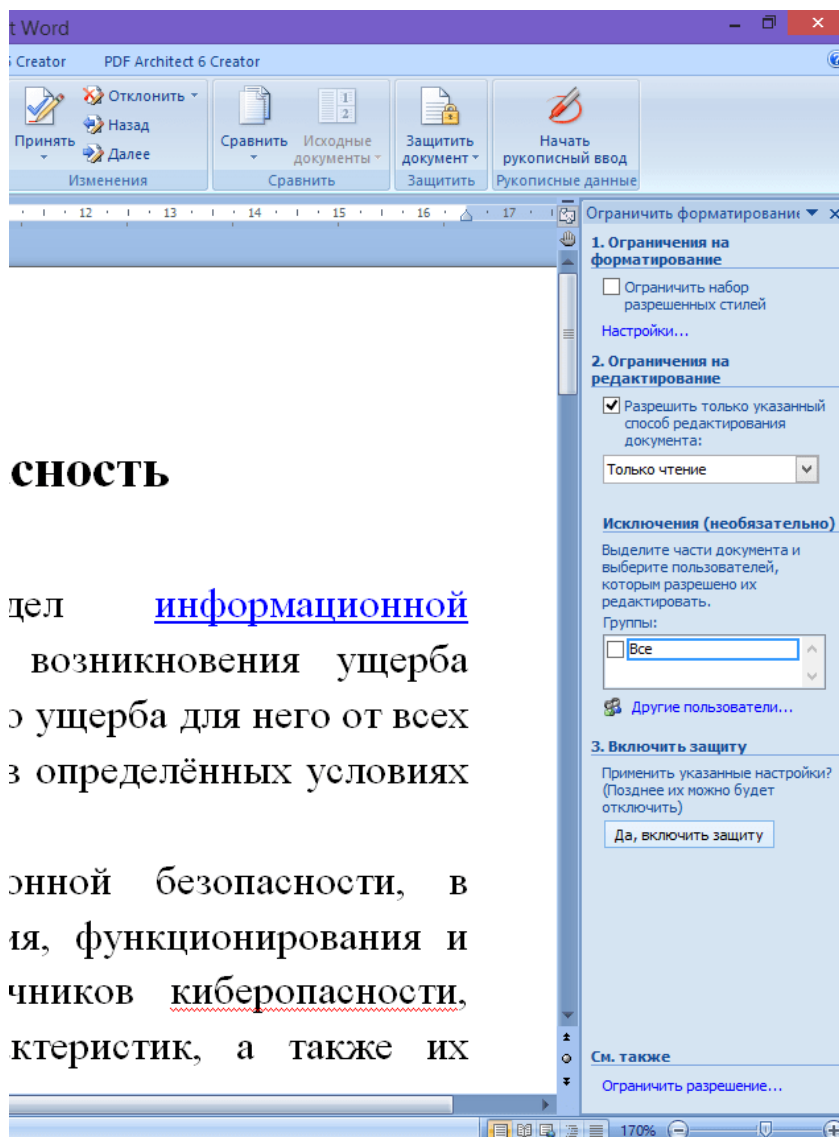 t Word
Creator PDF Architect 6 Creator
Принять
Отклонить
Назад
Далее
Изменения
Сравнить
Исходные
документы
Сравнить
Защитить
документ
Защитить
Начать
рукописный ввод
Рукописные данные
12 13 14 15 16 17
Ограничить форматировани
1. Ограничения на
форматирование
Ограничить набор
разрешенных стилей
Настройки...
2. Ограничения на
редактирование
Разрешить только указанный
способ редактирования
документа:
Только чтение
Исключения (необязательно)
Выделите части документа и
выберите пользователей,
которым разрешено их
редактировать.
Группы:
Все
Другие пользователи...
3. Включить защиту
Применить указанные настройки?
(Позднее их можно будет
отключить)
Да, включить защиту
См. также
Ограничить разрешение...
сность
дел информационной
возникновения ущерба
о ущерба для него от всех
в определённых условиях
онной безопасности, в
ия, функционирования и
чников киберопасности,
ктеристик, а также их
170%